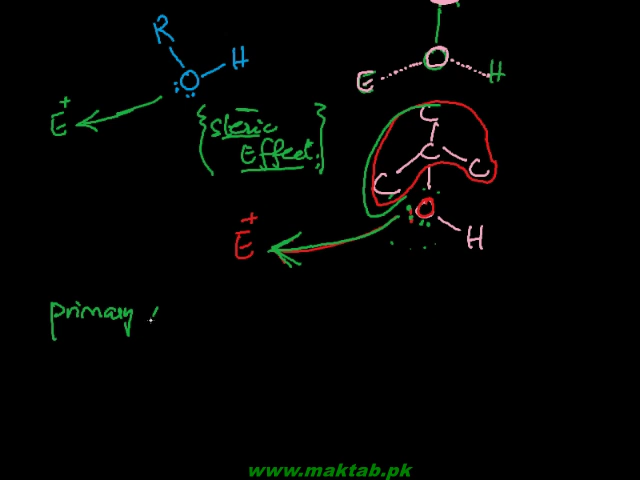 R
O H
E+
O
E H
{Steric
Effect:}
C
C
C C
O
H
E+
primary
www.maktab.pk